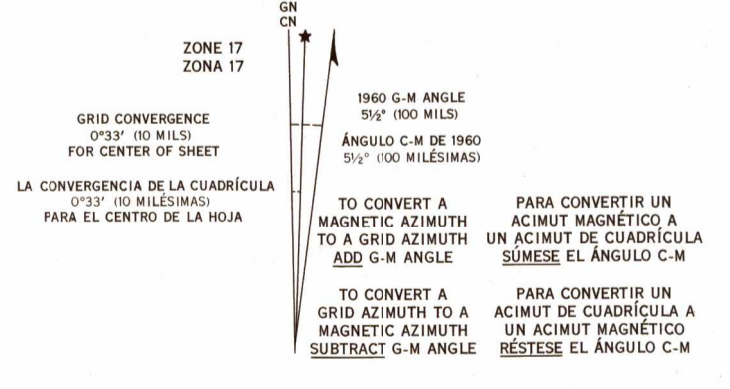 GN
CN
ZONE 17
ZONA 17
GRID CONVERGENCE
0°33' (10 MILS)
FOR CENTER OF SHEET
LA CONVERGENCIA DE LA CUADRÍCULA
0°33' (10 MILÉSIMAS)
PARA EL CENTRO DE LA HOJA
1960 G-M ANGLE
5½° (100 MILS)
ÁNGULO C-M DE 1960
5½° (100 MILÉSIMAS)
TO CONVERT A
MAGNETIC AZIMUTH
TO A GRID AZIMUTH
ADD G-M ANGLE
PARA CONVERTIR UN
ACIMUT MAGNÉTICO A
UN ACIMUT DE CUADRÍCULA
SÚMESE EL ÁNGULO C-M
TO CONVERT A
GRID AZIMUTH TO A
MAGNETIC AZIMUTH
SUBTRACT G-M ANGLE
PARA CONVERTIR UN
ACIMUT DE CUADRÍCULA A
UN ACIMUT MAGNÉTICO
RÉSTESE EL ÁNGULO C-M